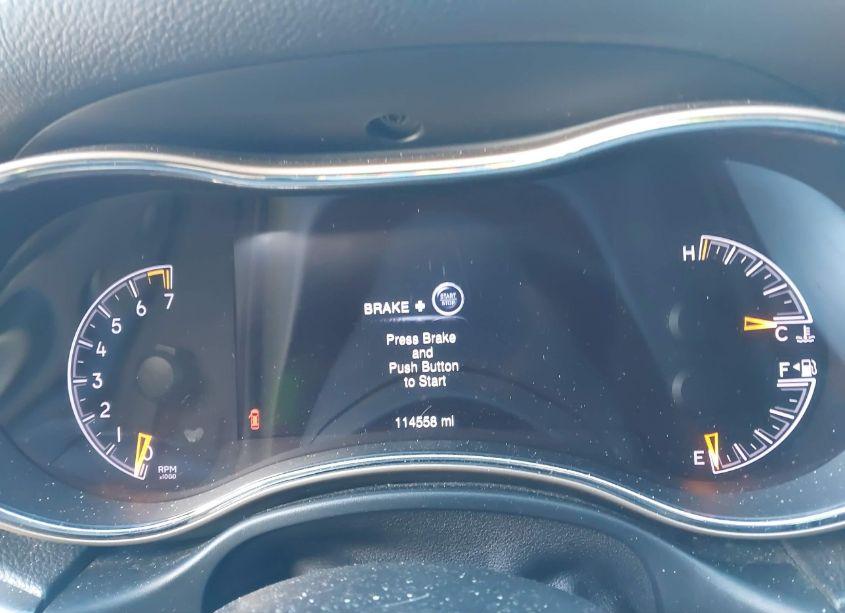 7
6
5
4
3
2
1
0
RPM
x1000
BRAKE + START STOP
Press Brake
and
Push Button
to Start
114558 mi
H
C
F
E